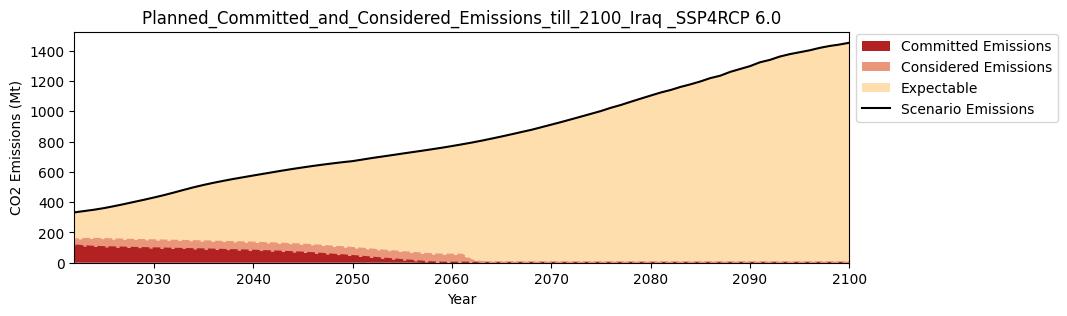 Planned_Committed_and_Considered_Emissions_till_2100_Iraq _SSP4RCP 6.0
Committed Emissions
Considered Emissions
Expectable
Scenario Emissions
CO2 Emissions (Mt)
1400
1200
1000
800
600
400
200
0
2030 2040 2050 2060 2070 2080 2090 2100
Year